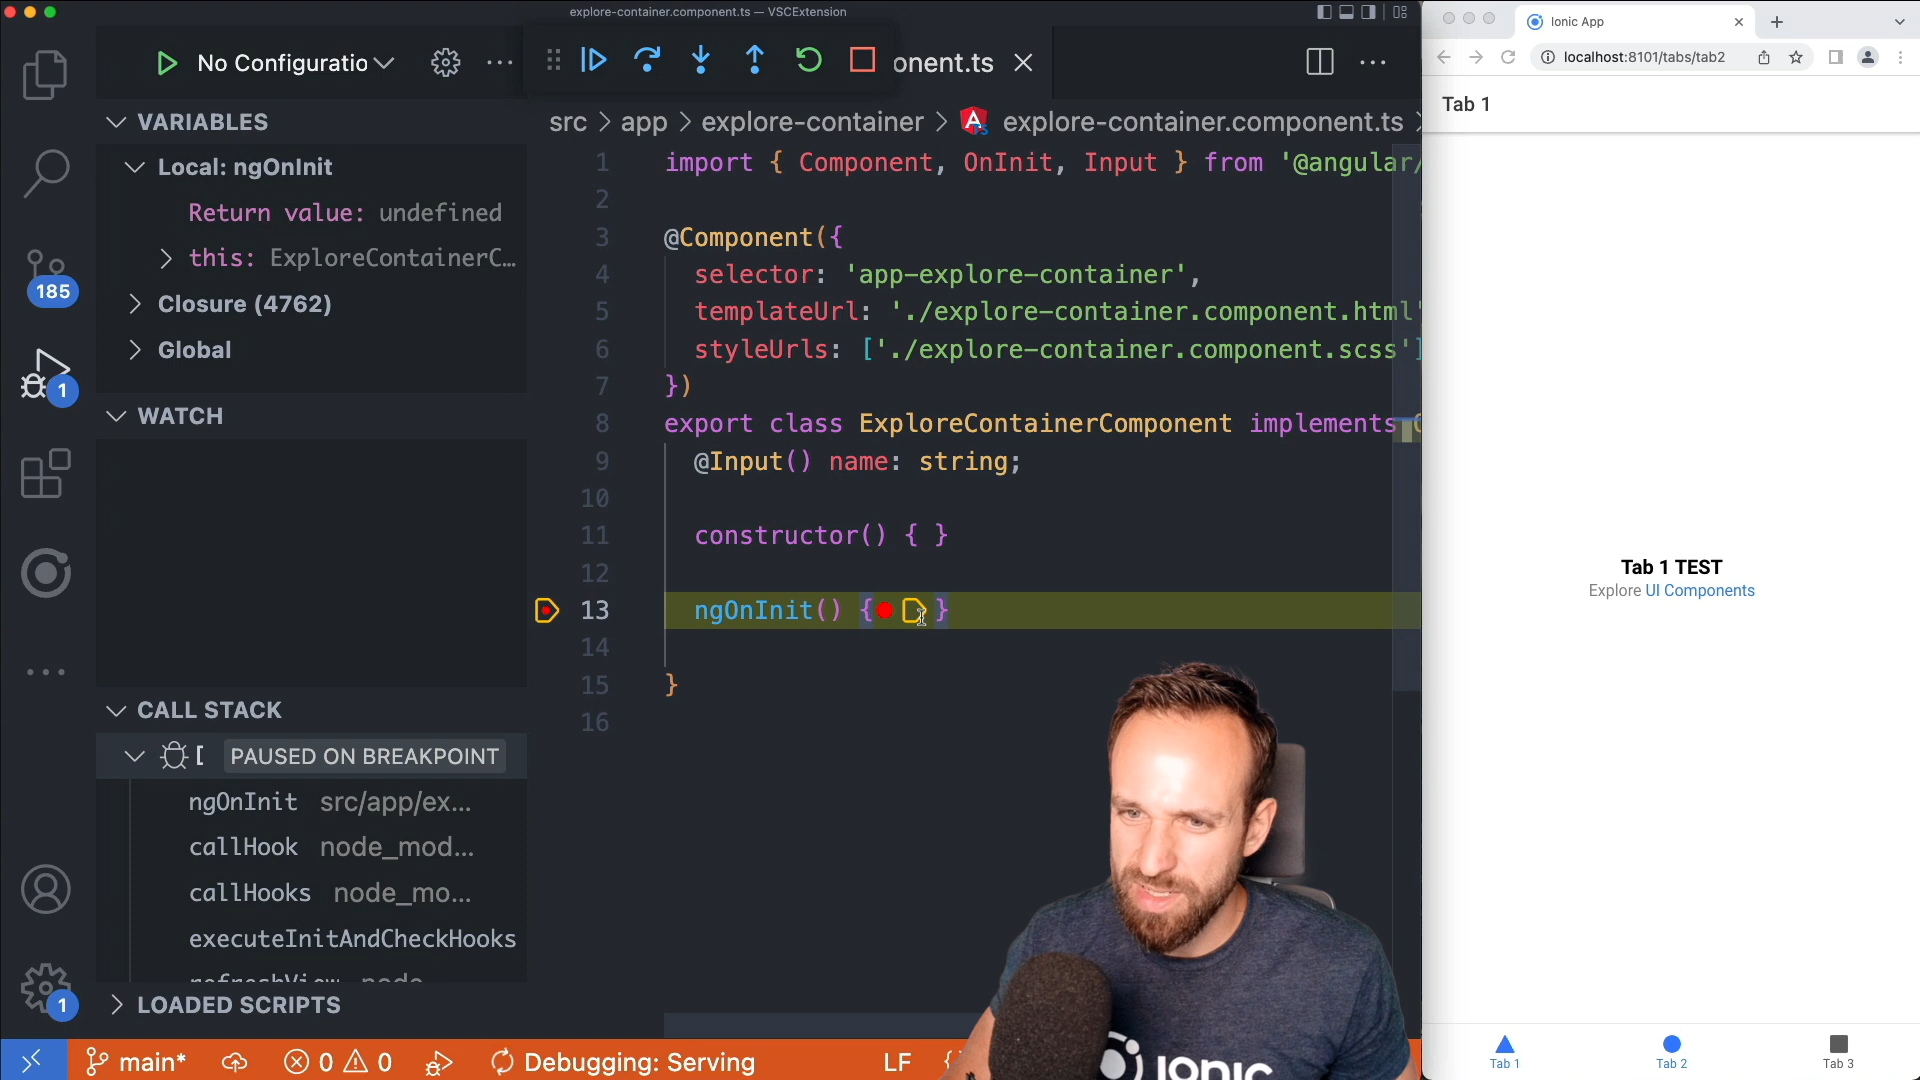 explore-container.component.ts — VSCExtension
No Configuratio
onent.ts
VARIABLES
Local: ngOnInit
Return value: undefined
this: ExploreContainerC…
Closure (4762)
Global
185
1
WATCH
CALL STACK
[ PAUSED ON BREAKPOINT
ngOnInit src/app/ex...
callHook node_mod...
callHooks node_mo...
executeInitAndCheckHooks
refreshView node
LOADED SCRIPTS
1
src > app > explore-container > explore-container.component.ts
1 import { Component, OnInit, Input } from '@angular/
2
3 @Component({
4 selector: 'app-explore-container',
5 templateUrl: './explore-container.component.html'
6 styleUrls: ['./explore-container.component.scss']
7 })
8 export class ExploreContainerComponent implements
9 @Input() name: string;
10
11 constructor() { }
12
13 ngOnInit() { }
14
15 }
16
main* 0 0 Debugging: Serving LF {
IONIC
Ionic App
localhost:8101/tabs/tab2
Tab 1
Tab 1 TEST
Explore UI Components
Tab 1 Tab 2 Tab 3